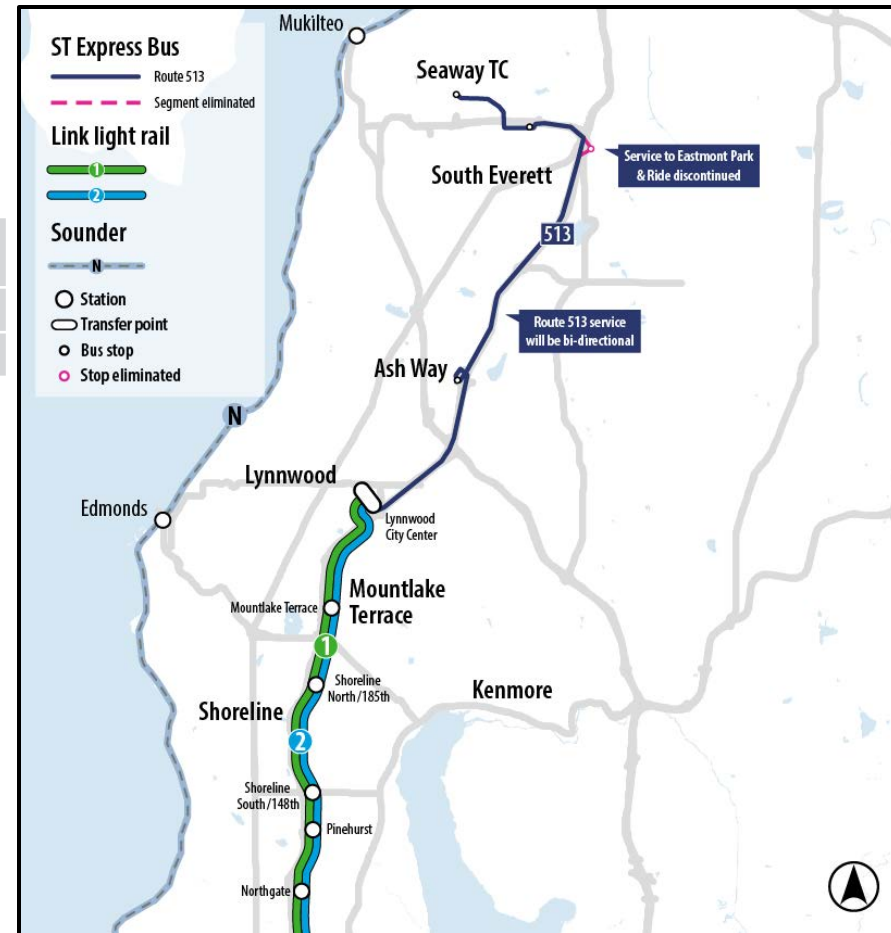 ST Express Bus
Route 513
Segment eliminated
Link light rail
1
2
Sounder
N
Station
Transfer point
Bus stop
Stop eliminated
Mukilteo
Seaway TC
South Everett
Service to Eastmont Park
& Ride discontinued
513
Route 513 service
will be bi-directional
Ash Way
N
Lynnwood
Edmonds
Lynnwood
City Center
Mountlake Terrace
Mountlake
Terrace
1
Shoreline
North/185th
Kenmore
Shoreline
2
Shoreline
South/148th
Pinehurst
Northgate